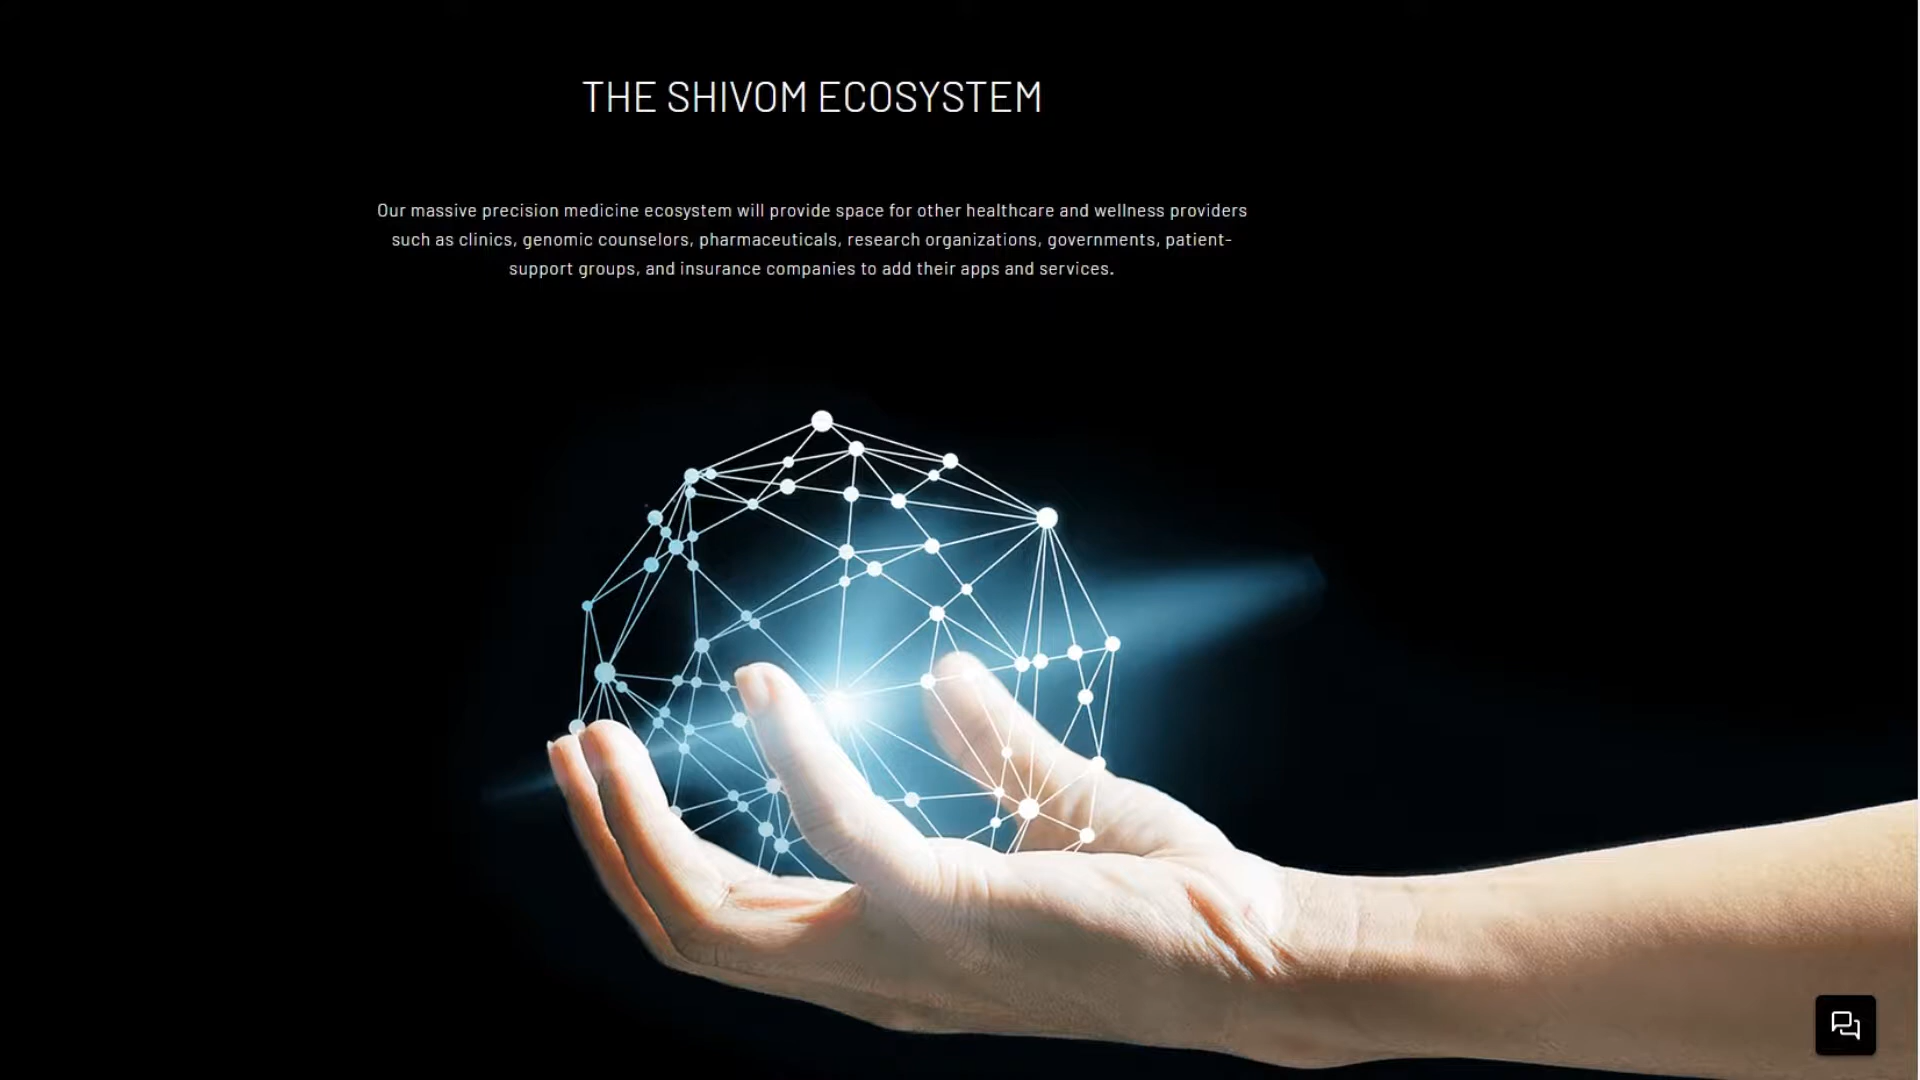 THE SHIVOM ECOSYSTEM
Our massive precision medicine ecosystem will provide space for other healthcare and wellness providers
such as clinics, genomic counselors, pharmaceuticals, research organizations, governments, patient-
support groups, and insurance companies to add their apps and services.